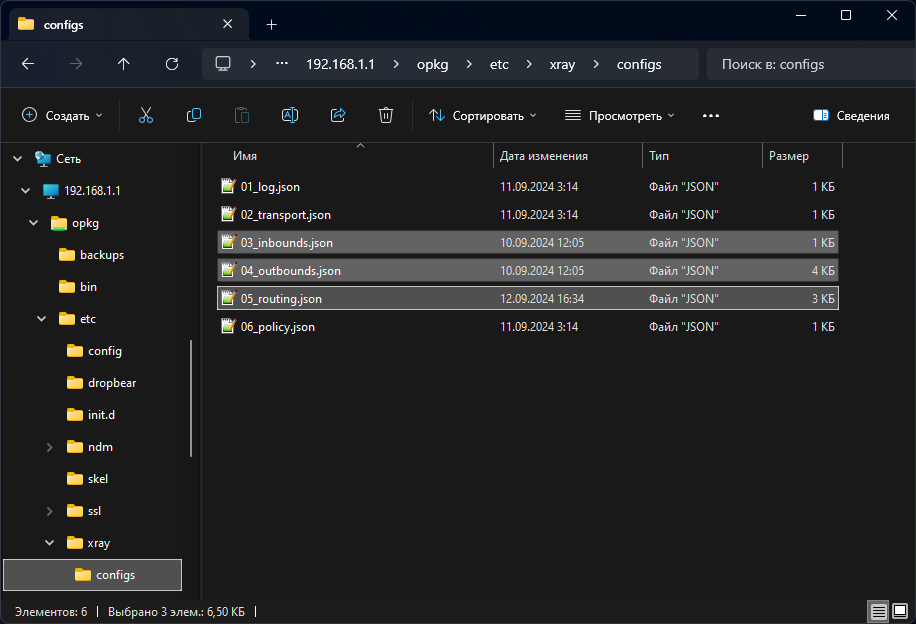 configs
192.168.1.1 opkg etc xray configs
Поиск в: configs
Создать
Сортировать
Просмотреть
Сведения
Сеть
192.168.1.1
opkg
backups
bin
etc
config
dropbear
init.d
ndm
skel
ssl
xray
configs
Имя Дата изменения Тип Размер
01_log.json 11.09.2024 3:14 Файл "JSON" 1 КБ
02_transport.json 11.09.2024 3:14 Файл "JSON" 1 КБ
03_inbounds.json 10.09.2024 12:05 Файл "JSON" 1 КБ
04_outbounds.json 10.09.2024 12:05 Файл "JSON" 4 КБ
05_routing.json 12.09.2024 16:34 Файл "JSON" 3 КБ
06_policy.json 11.09.2024 3:14 Файл "JSON" 1 КБ
Элементов: 6 | Выбрано 3 элем.: 6,50 КБ |